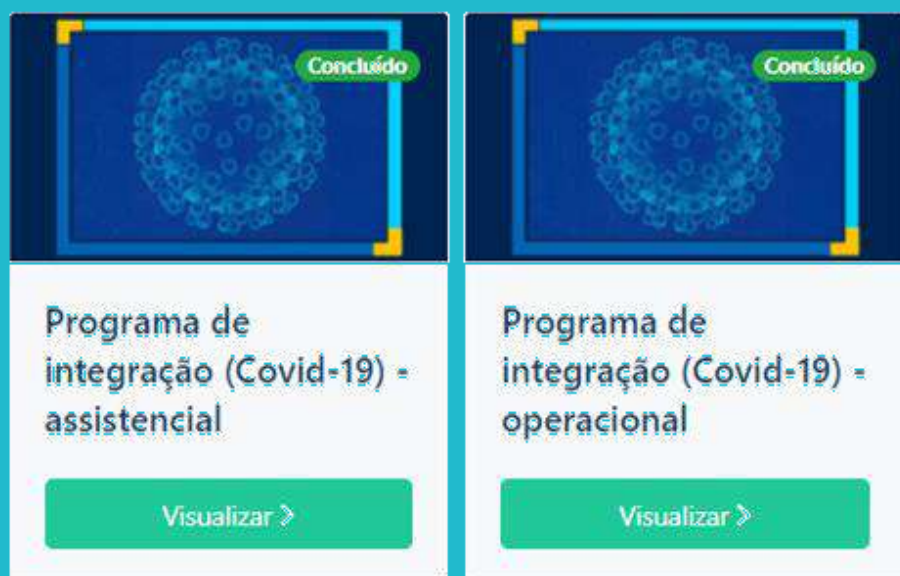 Concluído
Programa de
integração (Covid-19) -
assistencial
Visualizar >
Concluído
Programa de
integração (Covid-19) -
operacional
Visualizar >